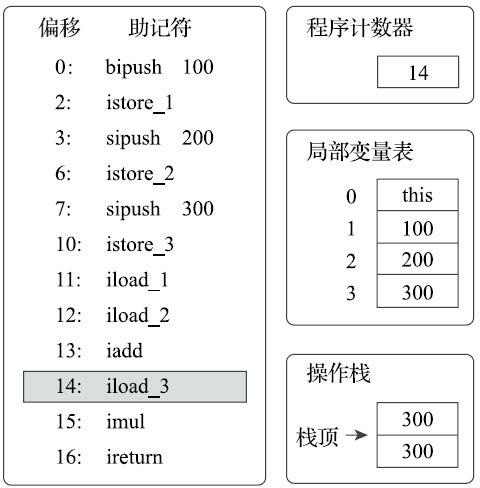 偏移 助记符
0: bipush 100
2: istore_1
3: sipush 200
6: istore_2
7: sipush 300
10: istore_3
11: iload_1
12: iload_2
13: iadd
14: iload_3
15: imul
16: ireturn
程序计数器
14
局部变量表
0 this
1 100
2 200
3 300
操作栈
300
栈顶
300